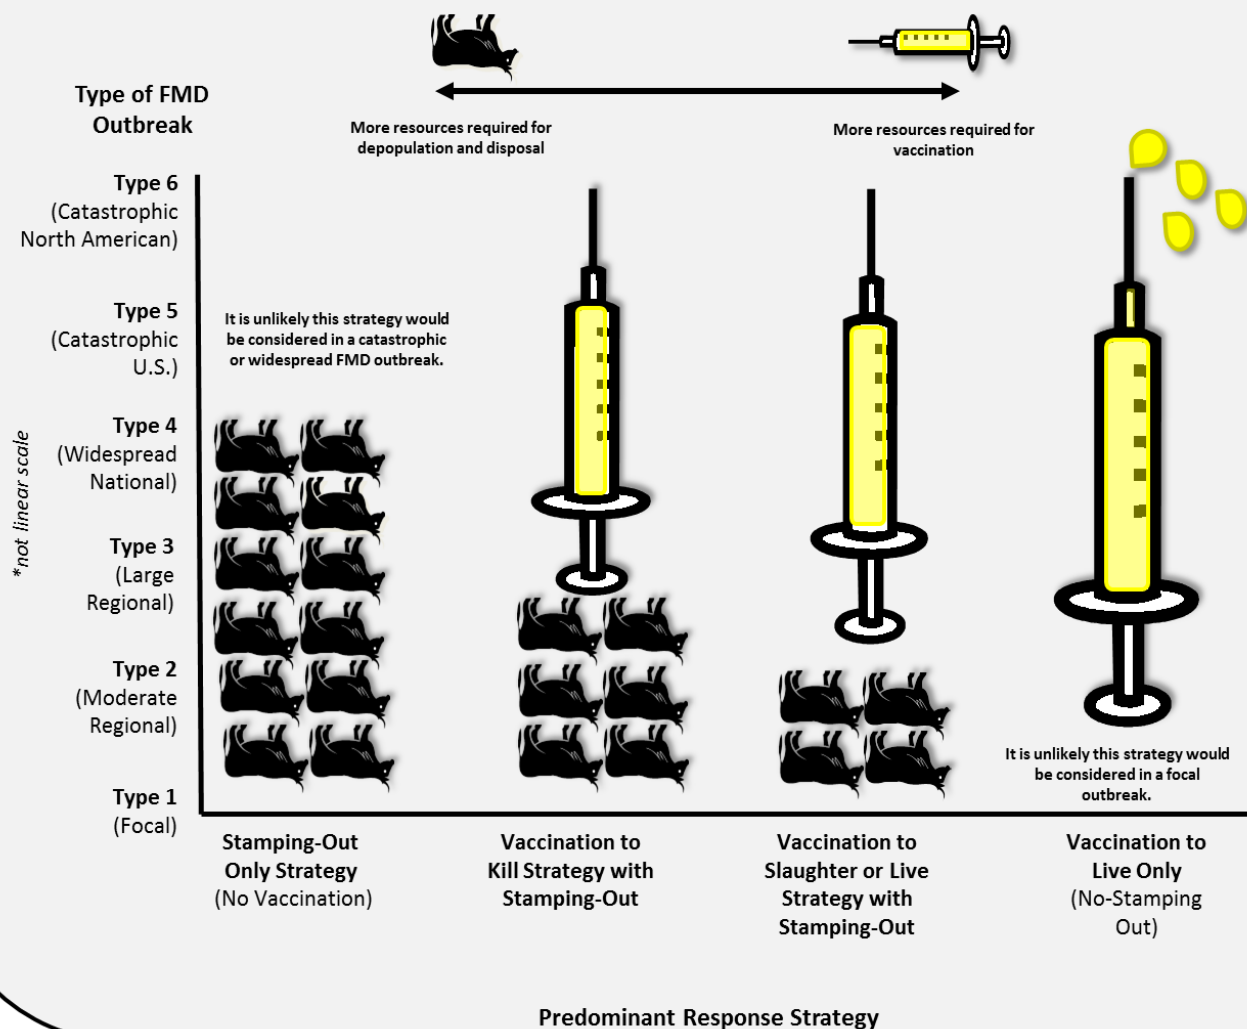 Type of FMD
Outbreak
More resources required for
depopulation and disposal
More resources required for
vaccination
Type 6
(Catastrophic
North American)
Type 5
(Catastrophic
U.S.)
Type 4
(Widespread
National)
Type 3
(Large
Regional)
Type 2
(Moderate
Regional)
Type 1
(Focal)
*not linear scale
It is unlikely this strategy would
be considered in a catastrophic
or widespread FMD outbreak.
It is unlikely this strategy would
be considered in a focal
outbreak.
Stamping-Out
Only Strategy
(No Vaccination)
Vaccination to
Kill Strategy with
Stamping-Out
Vaccination to
Slaughter or Live
Strategy with
Stamping-Out
Vaccination to
Live Only
(No-Stamping
Out)
Predominant Response Strategy